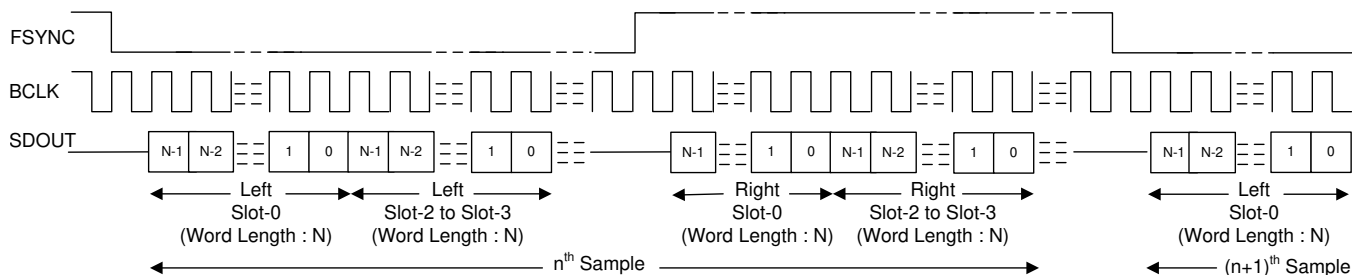 FSYNC
BCLK
SDOUT
N-1 N-2 1 0 N-1 N-2 1 0 N-1 1 0 N-1 N-2 1 0 N-1 N-2 1 0
Left Left Right Right Left
Slot-0 Slot-2 to Slot-3 Slot-0 Slot-2 to Slot-3 Slot-0
(Word Length : N) (Word Length : N) (Word Length : N) (Word Length : N) (Word Length : N)
nth Sample (n+1)th Sample